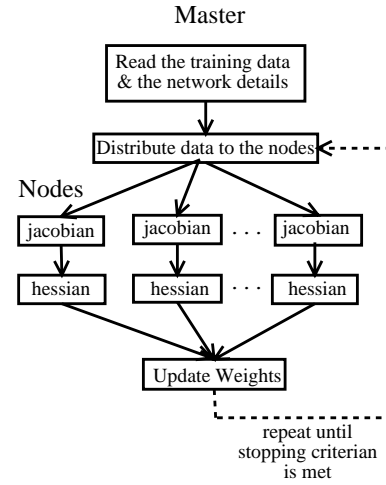 Master
Read the training data
& the network details
Distribute data to the nodes
Nodes
jacobian jacobian . . . jacobian
hessian hessian . . . hessian
Update Weights
repeat until
stopping criterian
is met